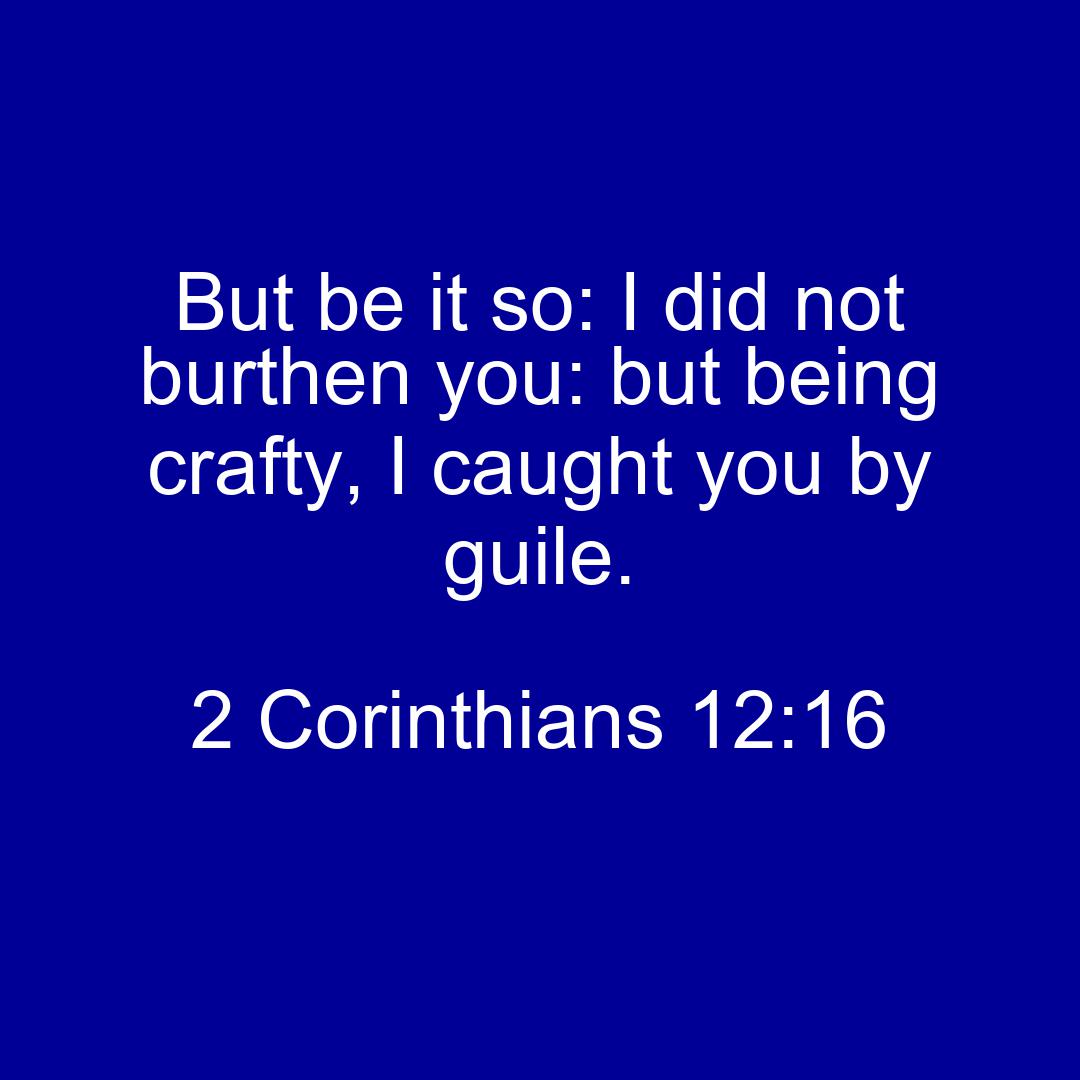 But be it so: I did not
burthen you: but being
crafty, I caught you by
guile.
2 Corinthians 12:16